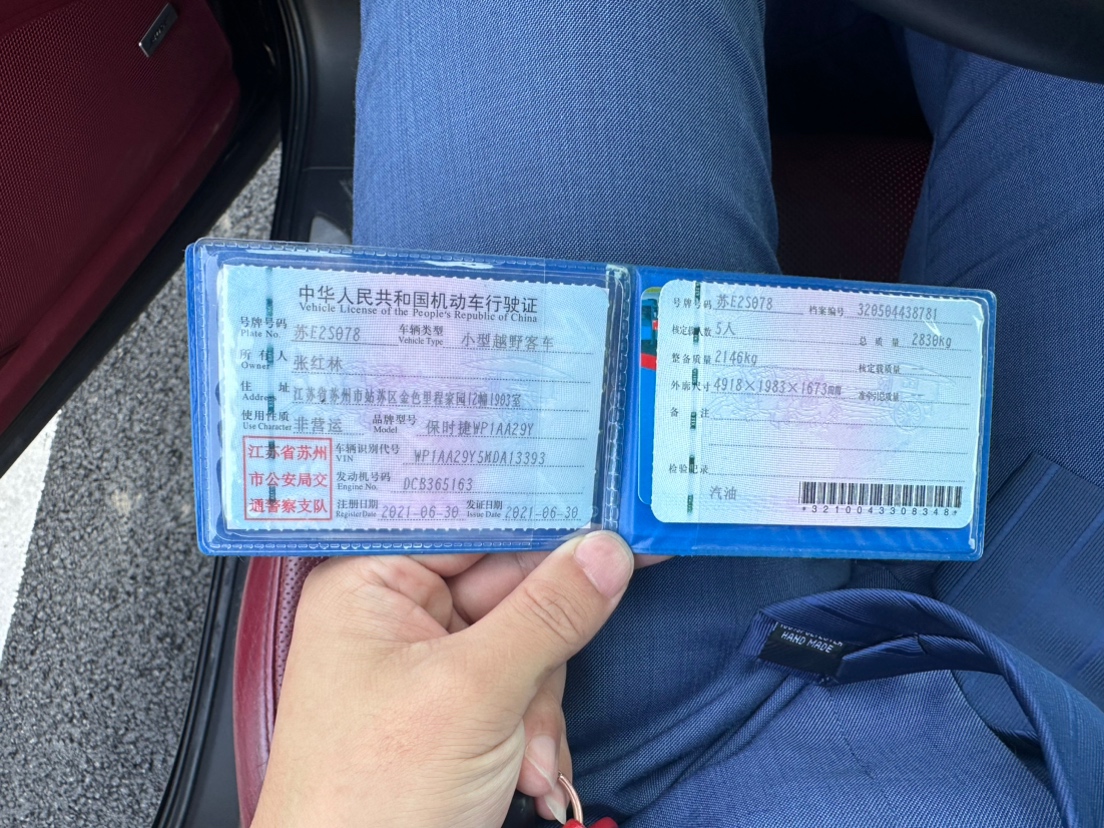 中华人民共和国机动车行驶证
Vehicle License of the People's Republic of China
号牌号码 苏E2S078 车辆类型 小型越野客车
Plate No. Vehicle Type
所有人 张红林
Owner
住址 江苏省苏州市姑苏区金色里程家园12幢1903室
Address
使用性质 非营运 品牌型号 保时捷WP1AA29Y
Use Character Model
江苏省苏州
市公安局交
通警察支队
车辆识别代号 WP1AA29Y5MDA13393
VIN
发动机号码 DCB365163
Engine No.
注册日期 2021-06-30 发证日期 2021-06-30
Register Date Issue Date
号牌号码 苏E2S078 档案编号 320504438781
核定载人数 5人 总质量 2830kg
整备质量 2146kg 核定载质量 --
外廓尺寸 4918×1983×1673mm 准牵引总质量 --
备注
检验记录
汽油
*3210043308348*
HAND MADE